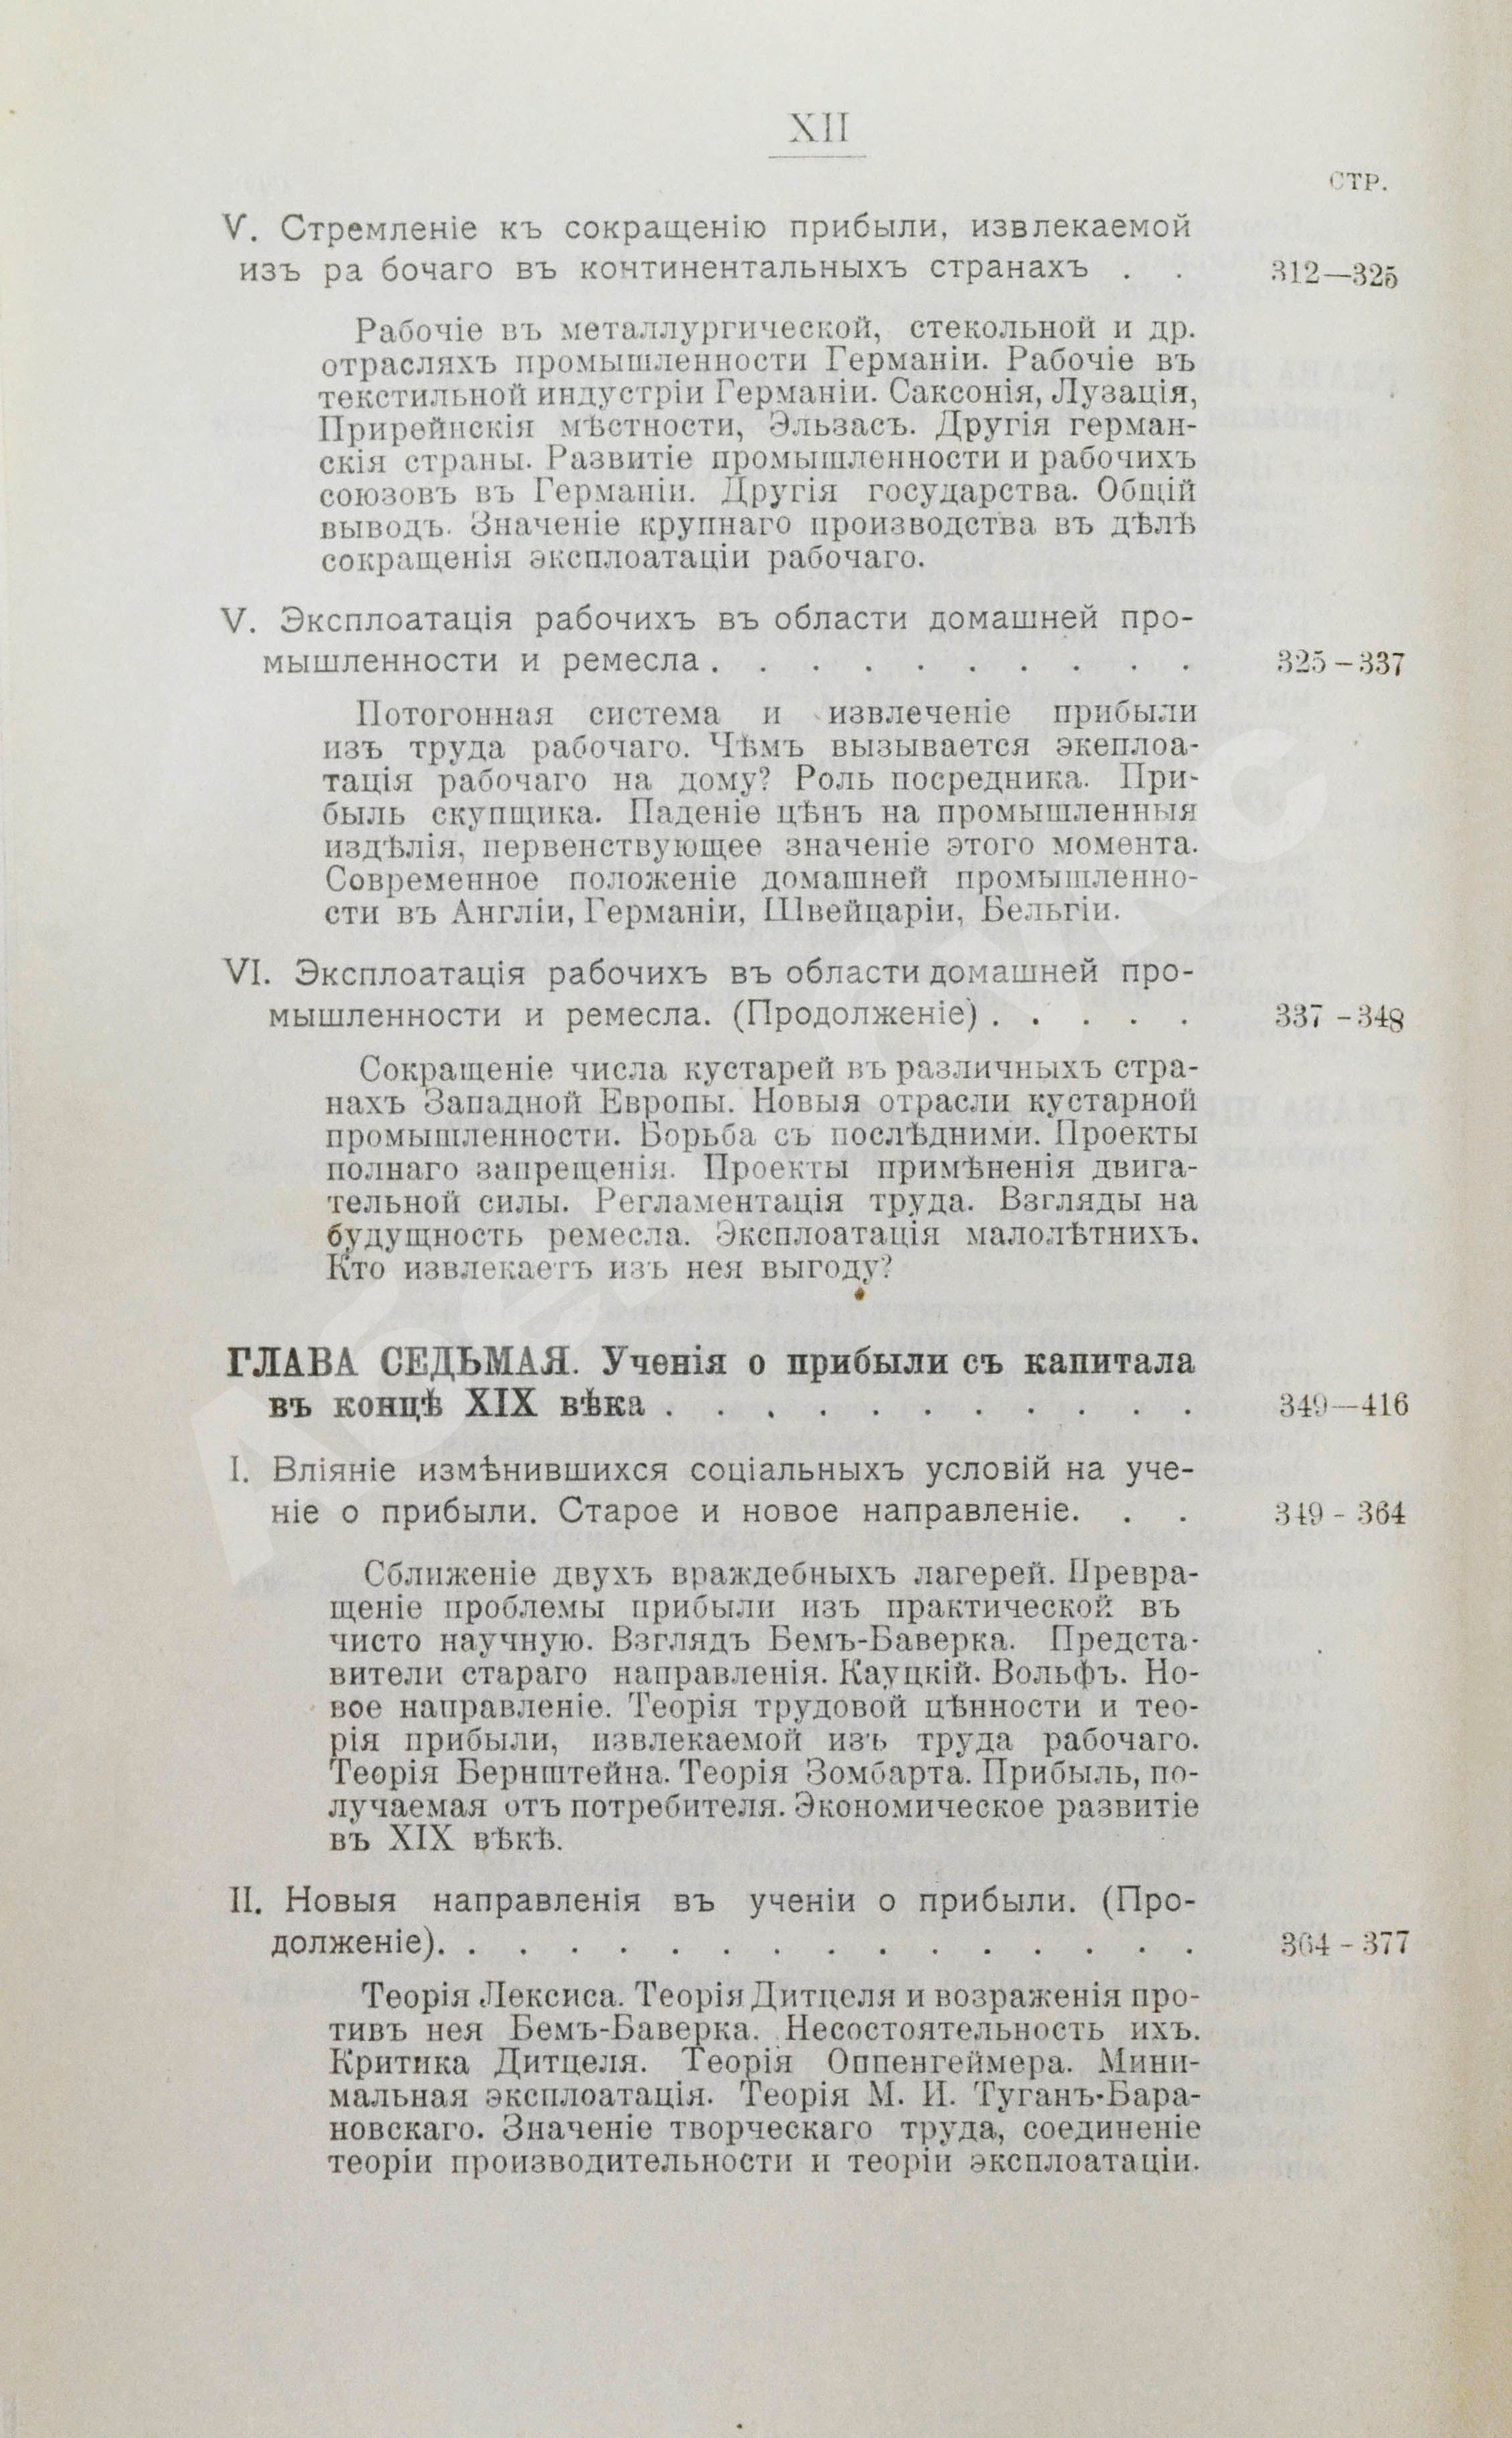 XII
СТР.
V. Стремленіе къ сокращенію прибыли, извлекаемой
изъ ра бочаго въ континентальныхъ странахъ . . 312—325
Рабочіе въ металлургической, стекольной и др.
отрасляхъ промышленности Германіи. Рабочіе въ
текстильной индустріи Германіи. Саксонія, Лузація,
Прирейнскія мѣстности, Эльзасъ. Другія герман-
скія страны. Развитіе промышленности и рабочихъ
союзовъ въ Германіи. Другія государства. Общій
выводъ. Значеніе крупнаго производства въ дѣлѣ
сокращенія эксплоатаціи рабочаго.
V. Эксплоатація рабочихъ въ области домашней про-
мышленности и ремесла . . . . . . . . . . 325-337
Потогонная система и извлеченіе прибыли
изъ труда рабочаго. Чѣмъ вызывается экеплоа-
тація рабочаго на дому? Роль посредника. При-
быль скупщика. Паденіе цѣнъ на промышленныя
издѣлія, первенствующее значеніе этого момента.
Современное положеніе домашней промышленно-
сти въ Англіи, Германіи, Швейцаріи, Бельгіи.
VI. Эксплоатація рабочихъ въ области домашней про-
мышленности и ремесла. (Продолженіе) . . . . . 337-348
Сокращеніе числа кустарей въ различныхъ стра-
нахъ Западной Европы. Новыя отрасли кустарной
промышленности. Борьба съ послѣдними. Проекты
полнаго запрещенія. Проекты примѣненія двига-
тельной силы. Регламентація труда. Взгляды на
будущность ремесла. Эксплоатація малолѣтнихъ.
Кто извлекаетъ изъ нея выгоду?
ГЛАВА СЕДЬМАЯ. Ученія о прибыли съ капитала
въ концѣ XIX вѣка . . . . . . . . . . . 349—416
I. Вліяніе измѣнившихся соціальныхъ условій на уче-
ніе о прибыли. Старое и новое направленіе. . . 349-364
Сближеніе двухъ враждебныхъ лагерей. Превра-
щеніе проблемы прибыли изъ практической въ
чисто научную. Взглядъ Бемъ-Баверка. Предста-
вители стараго направленія. Кауцкій. Вольфъ. Но-
вое направленіе. Теорія трудовой цѣнности и тео-
рія прибыли, извлекаемой изъ труда рабочаго.
Теорія Бернштейна. Теорія Зомбарта. Прибыль, по-
лучаемая отъ потребителя. Экономическое развитіе
въ XIX вѣкѣ.
II. Новыя направленія въ ученіи о прибыли. (Про-
долженіе). . . . . . . . . . . . . . . . 364-377
Теорія Лексиса. Теорія Дитцеля и возраженія про-
тивъ нея Бемъ-Баверка. Несостоятельность ихъ.
Критика Дитцеля. Теорія Оппенгеймера. Мини-
мальная эксплоатація. Теорія М. И. Туганъ-Бара-
новскаго. Значеніе творческаго труда, соединеніе
теоріи производительности и теоріи эксплоатаціи.